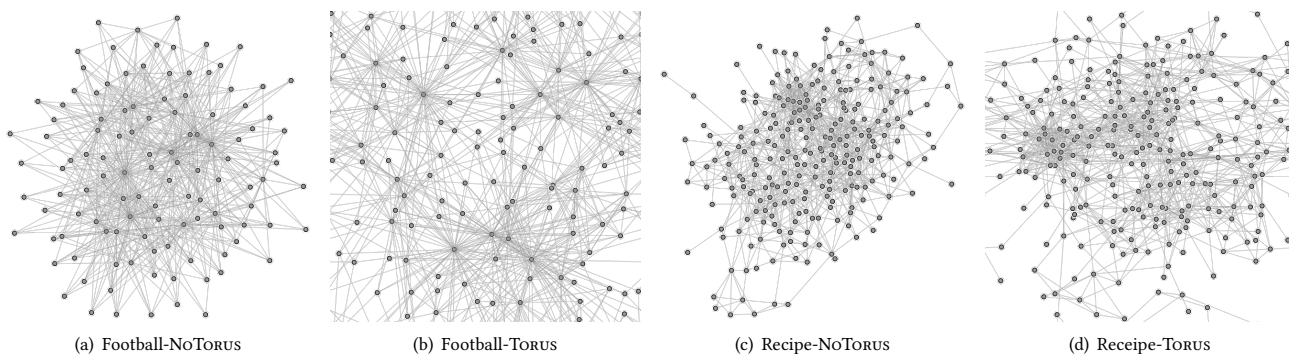 (a) Football-NoTorus
(b) Football-Torus
(c) Recipe-NoTorus
(d) Receipe-Torus